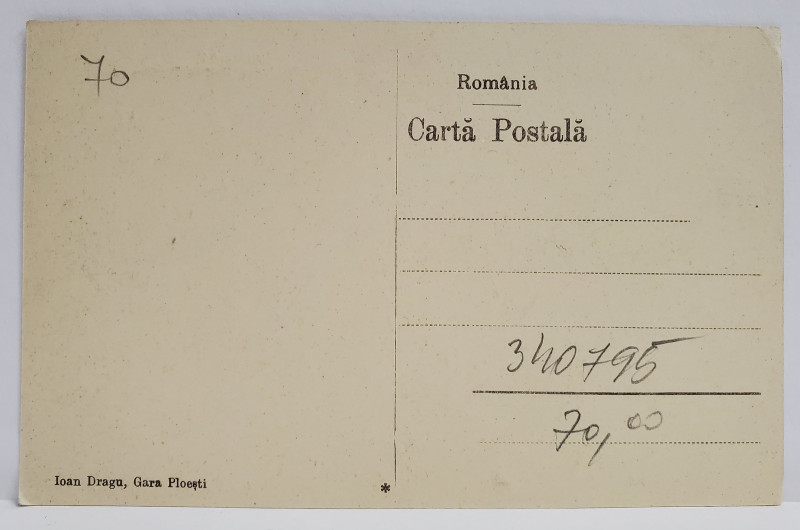 70
România
Cartă Postală
340795
70,00
Ioan Dragu, Gara Ploești
*